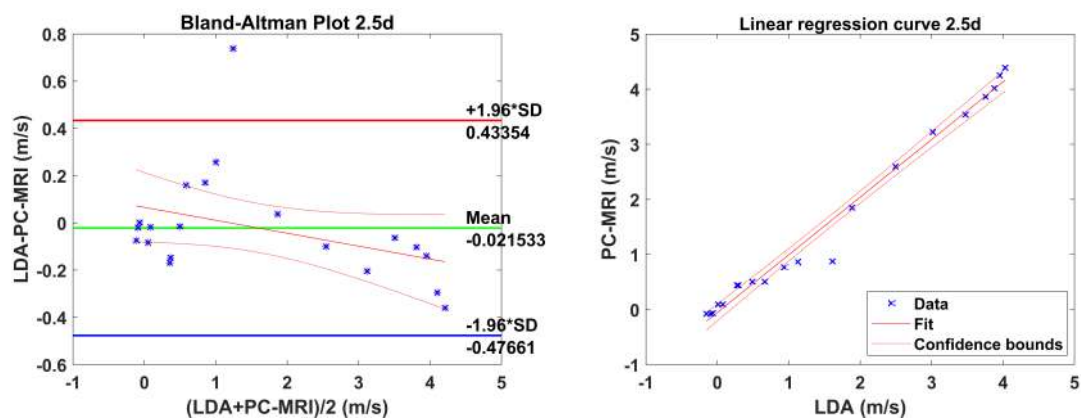 Bland-Altman Plot 2.5d
0.8
0.6
0.4
0.2
0
-0.2
-0.4
-0.6
LDA-PC-MRI (m/s)
+1.96*SD
0.43354
Mean
-0.021533
-1.96*SD
-0.47661
-1 0 1 2 3 4 5
(LDA+PC-MRI)/2 (m/s)
Linear regression curve 2.5d
5
4
3
2
1
0
-1
PC-MRI (m/s)
Data
Fit
Confidence bounds
-1 0 1 2 3 4 5
LDA (m/s)